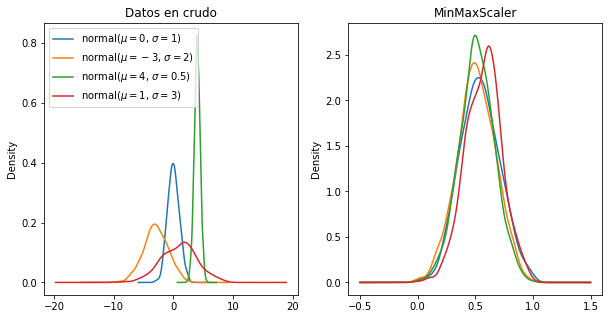 Datos en crudo
normal(μ=0, σ=1)
normal(μ=−3, σ=2)
normal(μ=4, σ=0.5)
normal(μ=1, σ=3)
Density
0.8
0.6
0.4
0.2
0.0
−20
−10
0
10
20
MinMaxScaler
Density
2.5
2.0
1.5
1.0
0.5
0.0
−0.5
0.0
0.5
1.0
1.5